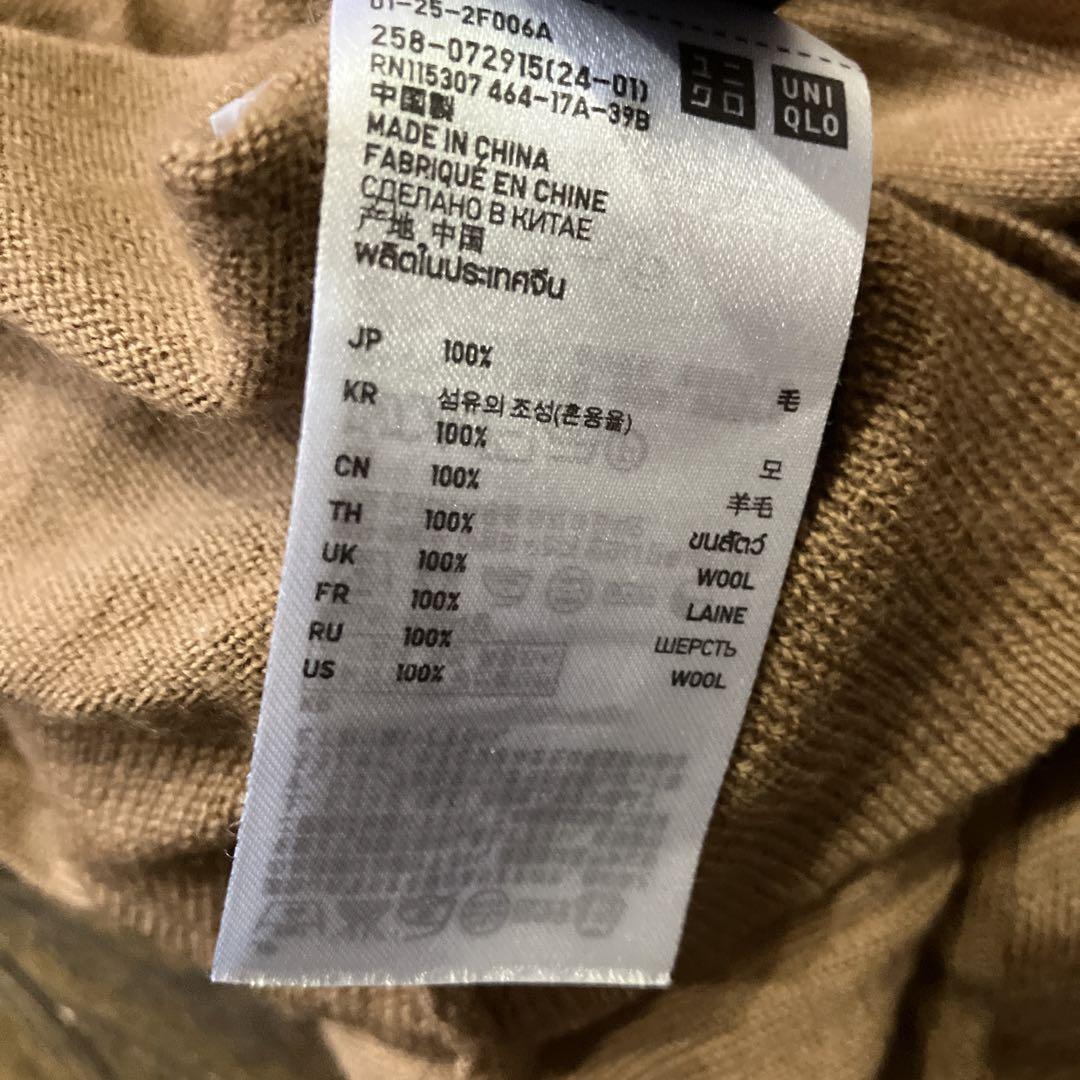 01-25-2F006A
258-072915(24-01)
RN115307 464-17A-39B
ユニ
クロ
UNI
QLO
中国製
MADE IN CHINA
FABRIQUÉ EN CHINE
СДЕЛАНО В КИТАЕ
产地 中国
ผลิตในประเทศจีน
JP 100% 毛
KR 섬유의 조성(혼용율)
100% 모
CN 100% 羊毛
TH 100% ขนสัตว์
UK 100% WOOL
FR 100% LAINE
RU 100% ШЕРСТЬ
US 100% WOOL